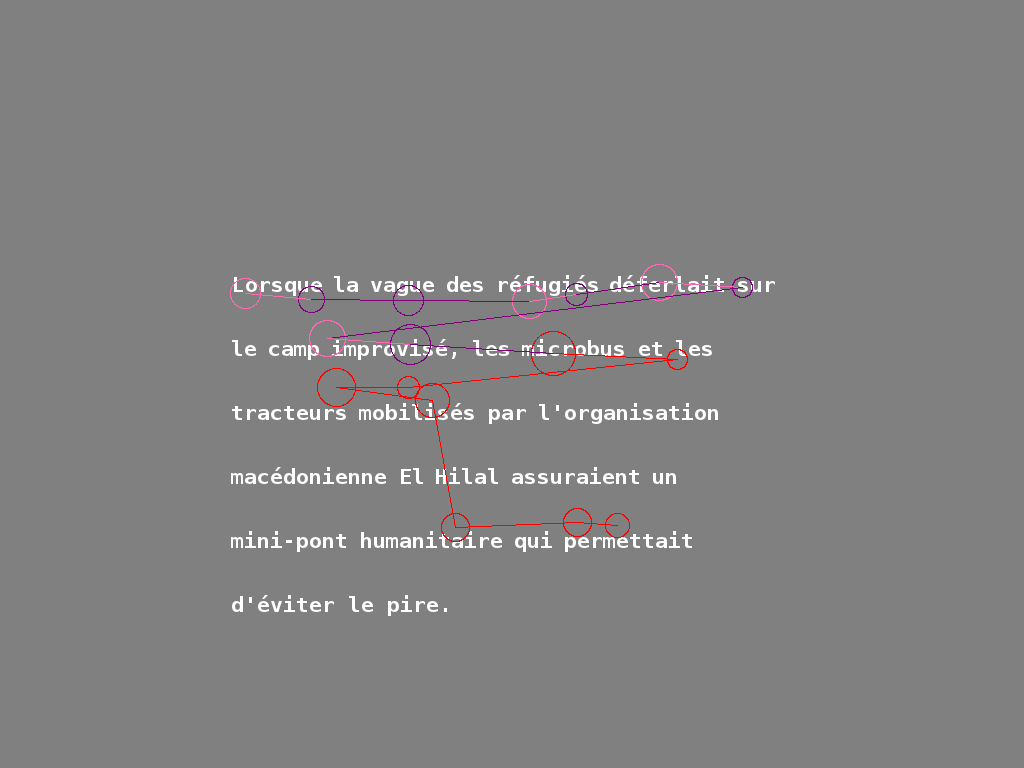 Lorsque la vague des réfugiés déferlait sur
le camp improvisé, les microbus et les
tracteurs mobilisés par l'organisation
macédonienne El Hilal assuraient un
mini-pont humanitaire qui permettait
d'éviter le pire.